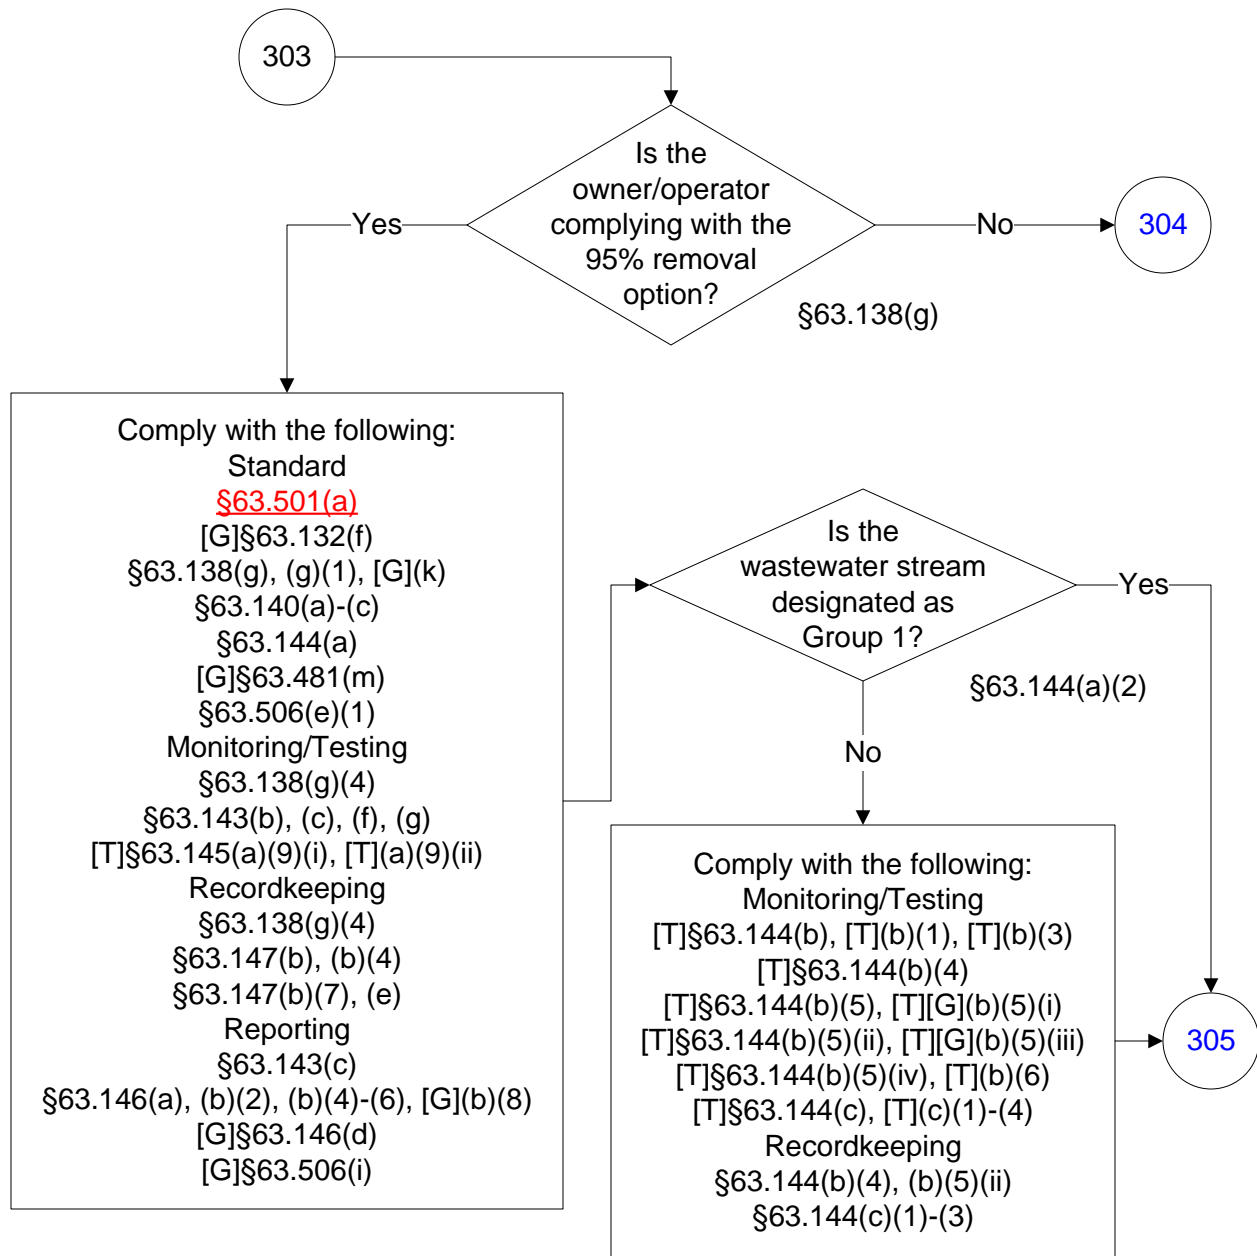 303
Is the
owner/operator
complying with the
95% removal
option?
Yes
No
304
§63.138(g)
Comply with the following:
Standard
§63.501(a)
[G]§63.132(f)
§63.138(g), (g)(1), [G](k)
§63.140(a)-(c)
§63.144(a)
[G]§63.481(m)
§63.506(e)(1)
Monitoring/Testing
§63.138(g)(4)
§63.143(b), (c), (f), (g)
[T]§63.145(a)(9)(i), [T](a)(9)(ii)
Recordkeeping
§63.138(g)(4)
§63.147(b), (b)(4)
§63.147(b)(7), (e)
Reporting
§63.143(c)
§63.146(a), (b)(2), (b)(4)-(6), [G](b)(8)
[G]§63.146(d)
[G]§63.506(i)
Is the
wastewater stream
designated as
Group 1?
Yes
§63.144(a)(2)
No
Comply with the following:
Monitoring/Testing
[T]§63.144(b), [T](b)(1), [T](b)(3)
[T]§63.144(b)(4)
[T]§63.144(b)(5), [T][G](b)(5)(i)
[T]§63.144(b)(5)(ii), [T][G](b)(5)(iii)
[T]§63.144(b)(5)(iv), [T](b)(6)
[T]§63.144(c), [T](c)(1)-(4)
Recordkeeping
§63.144(b)(4), (b)(5)(ii)
§63.144(c)(1)-(3)
305